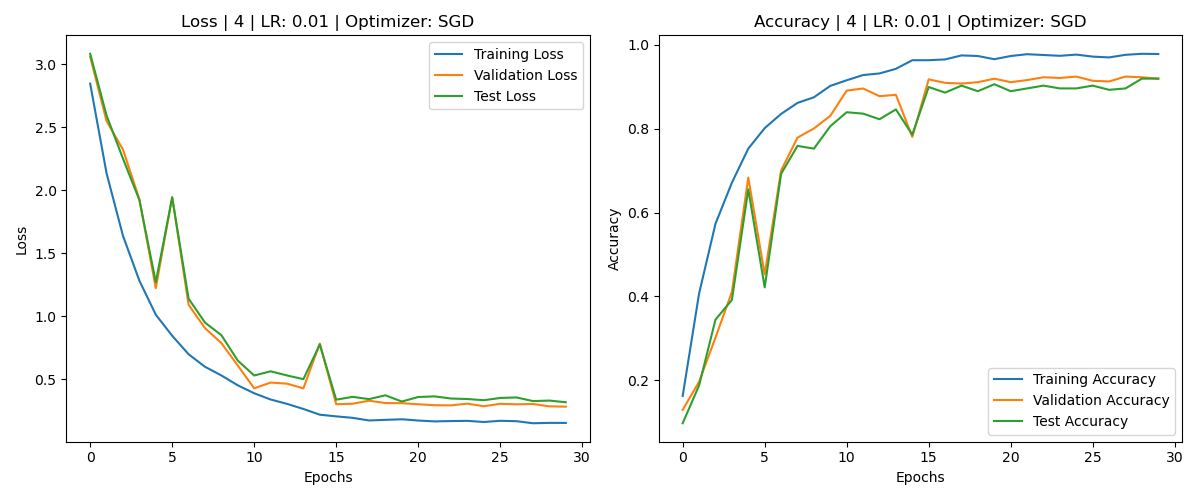 Loss | 4 | LR: 0.01 | Optimizer: SGD
Training Loss
Validation Loss
Test Loss
3.0
2.5
2.0
1.5
1.0
0.5
Loss
0 5 10 15 20 25 30
Epochs
Accuracy | 4 | LR: 0.01 | Optimizer: SGD
1.0
0.8
0.6
0.4
0.2
Accuracy
Training Accuracy
Validation Accuracy
Test Accuracy
0 5 10 15 20 25 30
Epochs